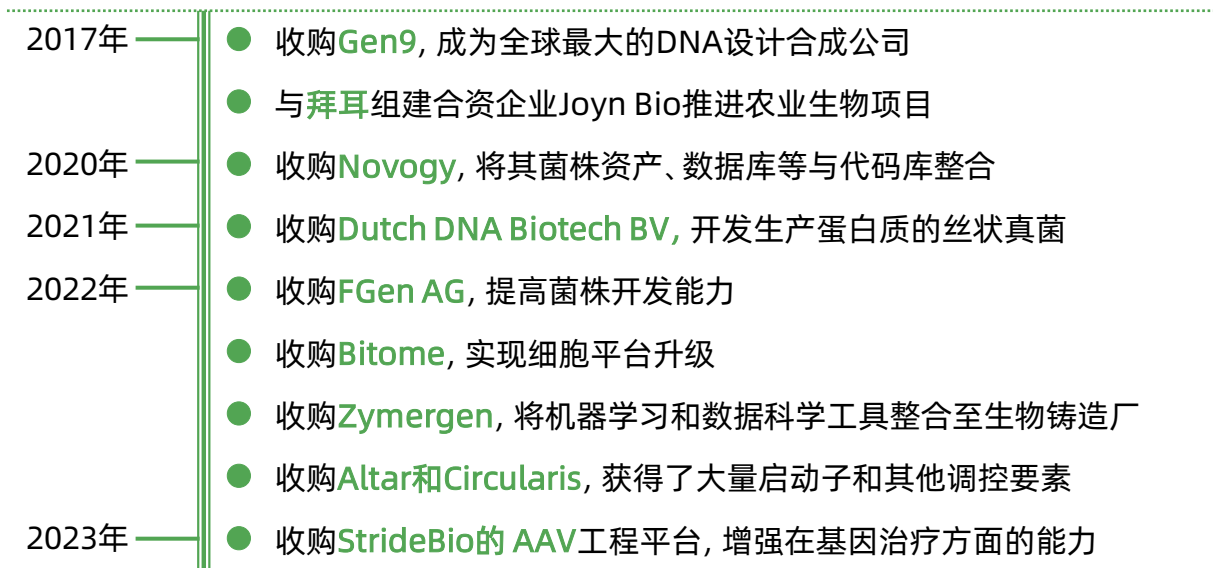 2017年 收购Gen9, 成为全球最大的DNA设计合成公司
与拜耳组建合资企业Joyn Bio推进农业生物项目
2020年 收购Novogy, 将其菌株资产、数据库等与代码库整合
2021年 收购Dutch DNA Biotech BV, 开发生产蛋白质的丝状真菌
2022年 收购FGen AG, 提高菌株开发能力
收购Bitome, 实现细胞平台升级
收购Zymergen, 将机器学习和数据科学工具整合至生物铸造厂
收购Altar和Circularis, 获得了大量启动子和其他调控要素
2023年 收购StrideBio的 AAV工程平台, 增强在基因治疗方面的能力